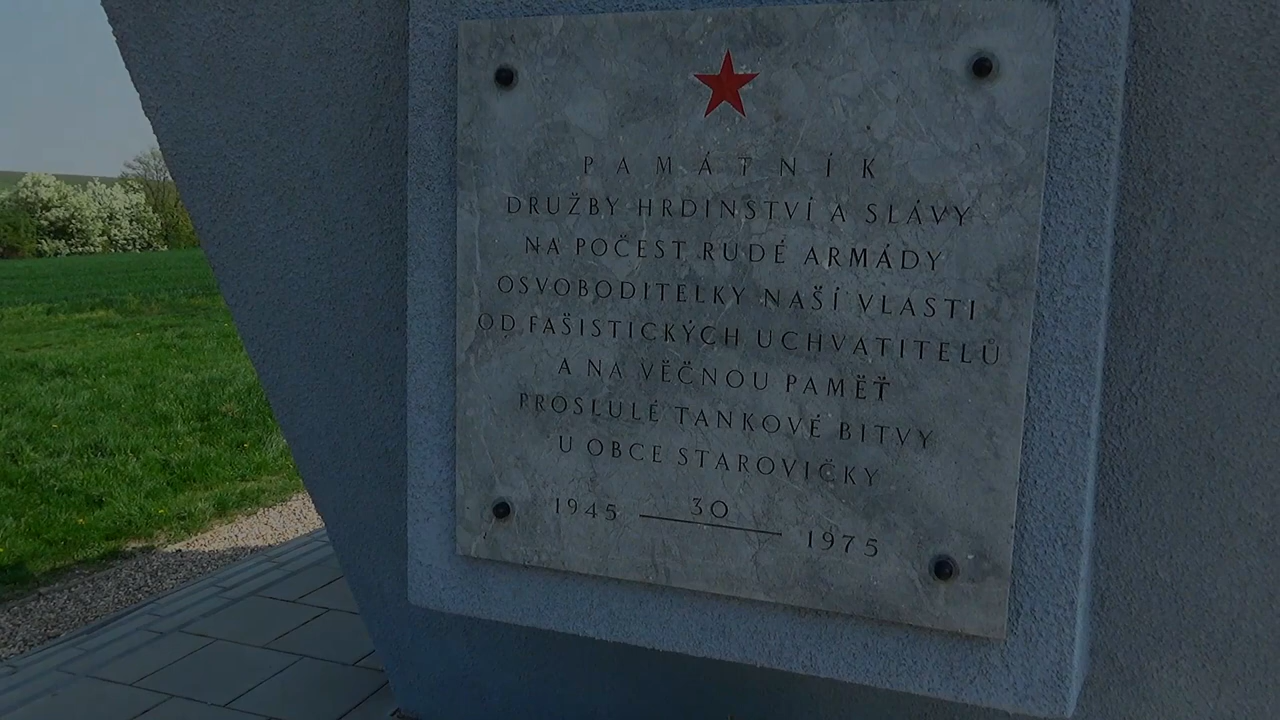 PAMÁTNÍK
DRUŽBY HRDINSTVÍ A SLÁVY
NA POČEST RUDÉ ARMÁDY
OSVOBODITELKY NAŠÍ VLASTI
OD FAŠISTICKÝCH UCHVATITELŮ
A NA VĚČNOU PAMĚŤ
PROSLULÉ TANKOVÉ BITVY
U OBCE STAROVIČKY
1945 30 1975